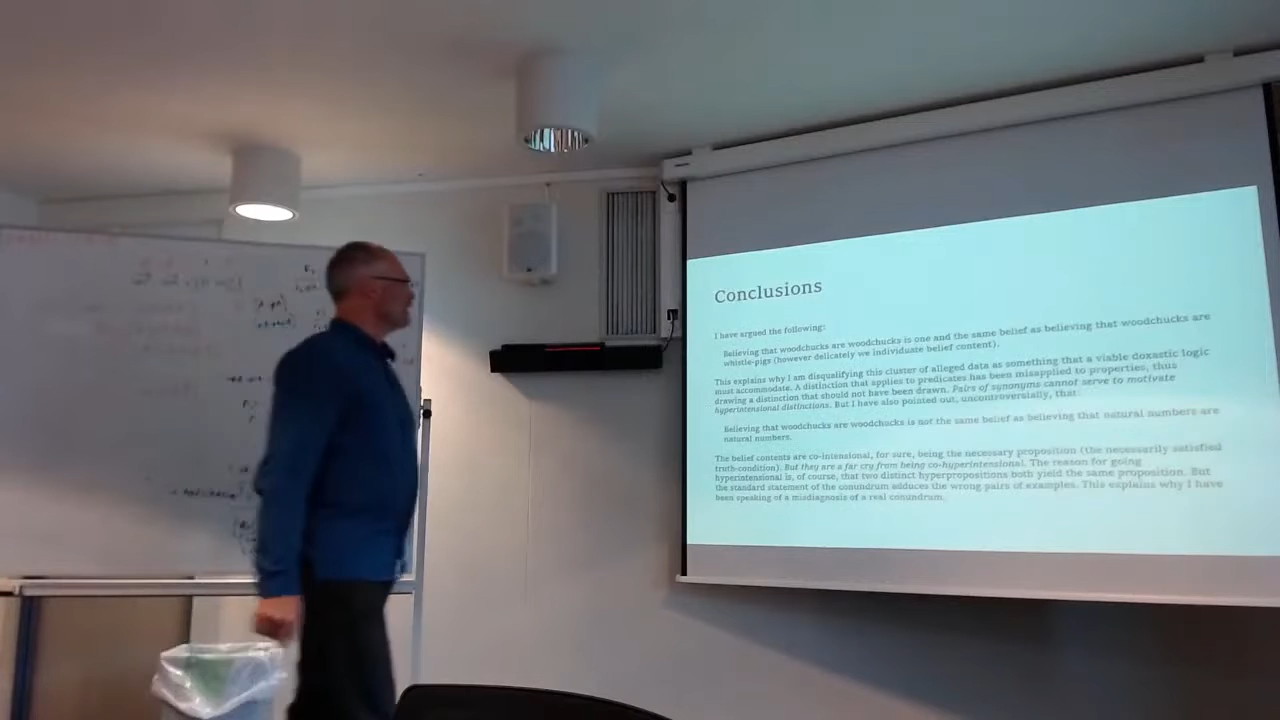 Conclusions
I have argued the following:
Believing that woodchucks are woodchucks is one and the same belief as believing that woodchucks are
whistle-pigs (however delicately we individuate belief content).
This explains why I am disqualifying this cluster of alleged data as something that a viable doxastic logic
must accommodate. A distinction that applies to predicates has been misapplied to properties, thus
drawing a distinction that should not have been drawn. Pairs of synonyms cannot serve to motivate
hyperintensional distinctions. But I have also pointed out, uncontroversially, that:
Believing that woodchucks are woodchucks is not the same belief as believing that natural numbers are
natural numbers.
The belief contents are co-intensional, for sure, being the necessary proposition (the necessarily satisfied
truth-condition). But they are a far cry from being co-hyperintensional. The reason for going
hyperintensional is, of course, that two distinct hyperpropositions both yield the same proposition. But
the standard statement of the conundrum adduces the wrong pairs of examples. This explains why I have
been speaking of a misdiagnosis of a real conundrum.